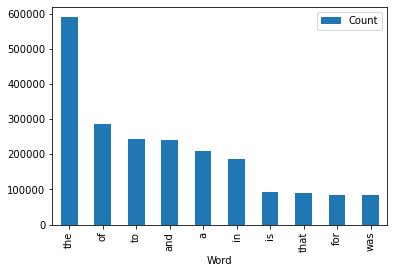 600000
500000
400000
300000
200000
100000
0
Count
the
of
to
and
a
in
is
that
for
was
Word